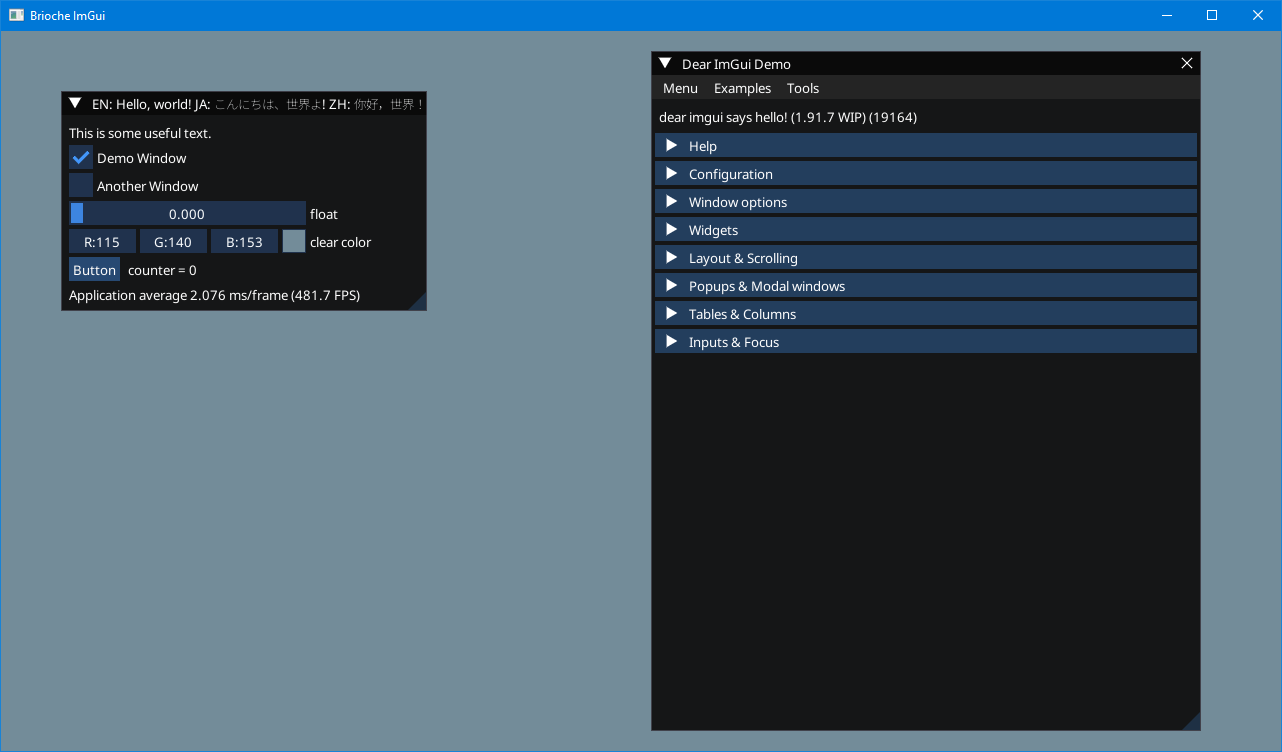 Brioche ImGui
EN: Hello, world! JA: こんにちは、世界よ! ZH: 你好，世界！
This is some useful text.
Demo Window
Another Window
0.000 float
R:115 G:140 B:153 clear color
Button counter = 0
Application average 2.076 ms/frame (481.7 FPS)
Dear ImGui Demo
Menu Examples Tools
dear imgui says hello! (1.91.7 WIP) (19164)
Help
Configuration
Window options
Widgets
Layout & Scrolling
Popups & Modal windows
Tables & Columns
Inputs & Focus